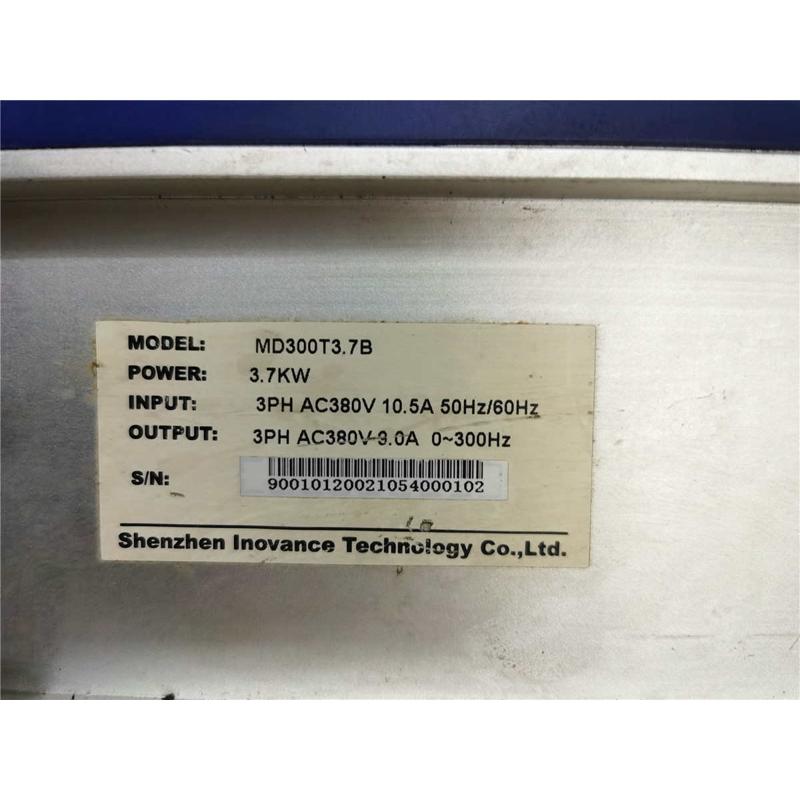 MODEL: MD300T3.7B
POWER: 3.7KW
INPUT: 3PH AC380V 10.5A 50Hz/60Hz
OUTPUT: 3PH AC380V 9.0A 0~300Hz
S/N: 90010120021054000102
Shenzhen Inovance Technology Co.,Ltd.